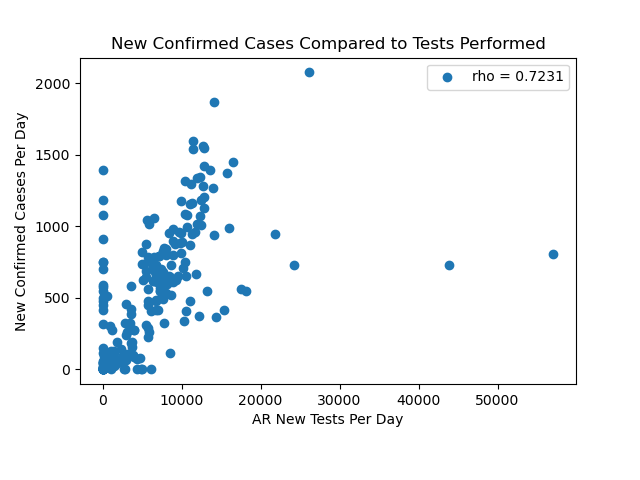 New Confirmed Cases Compared to Tests Performed
rho = 0.7231
2000
1500
1000
500
0
New Confirmed Caeses Per Day
0 10000 20000 30000 40000 50000
AR New Tests Per Day